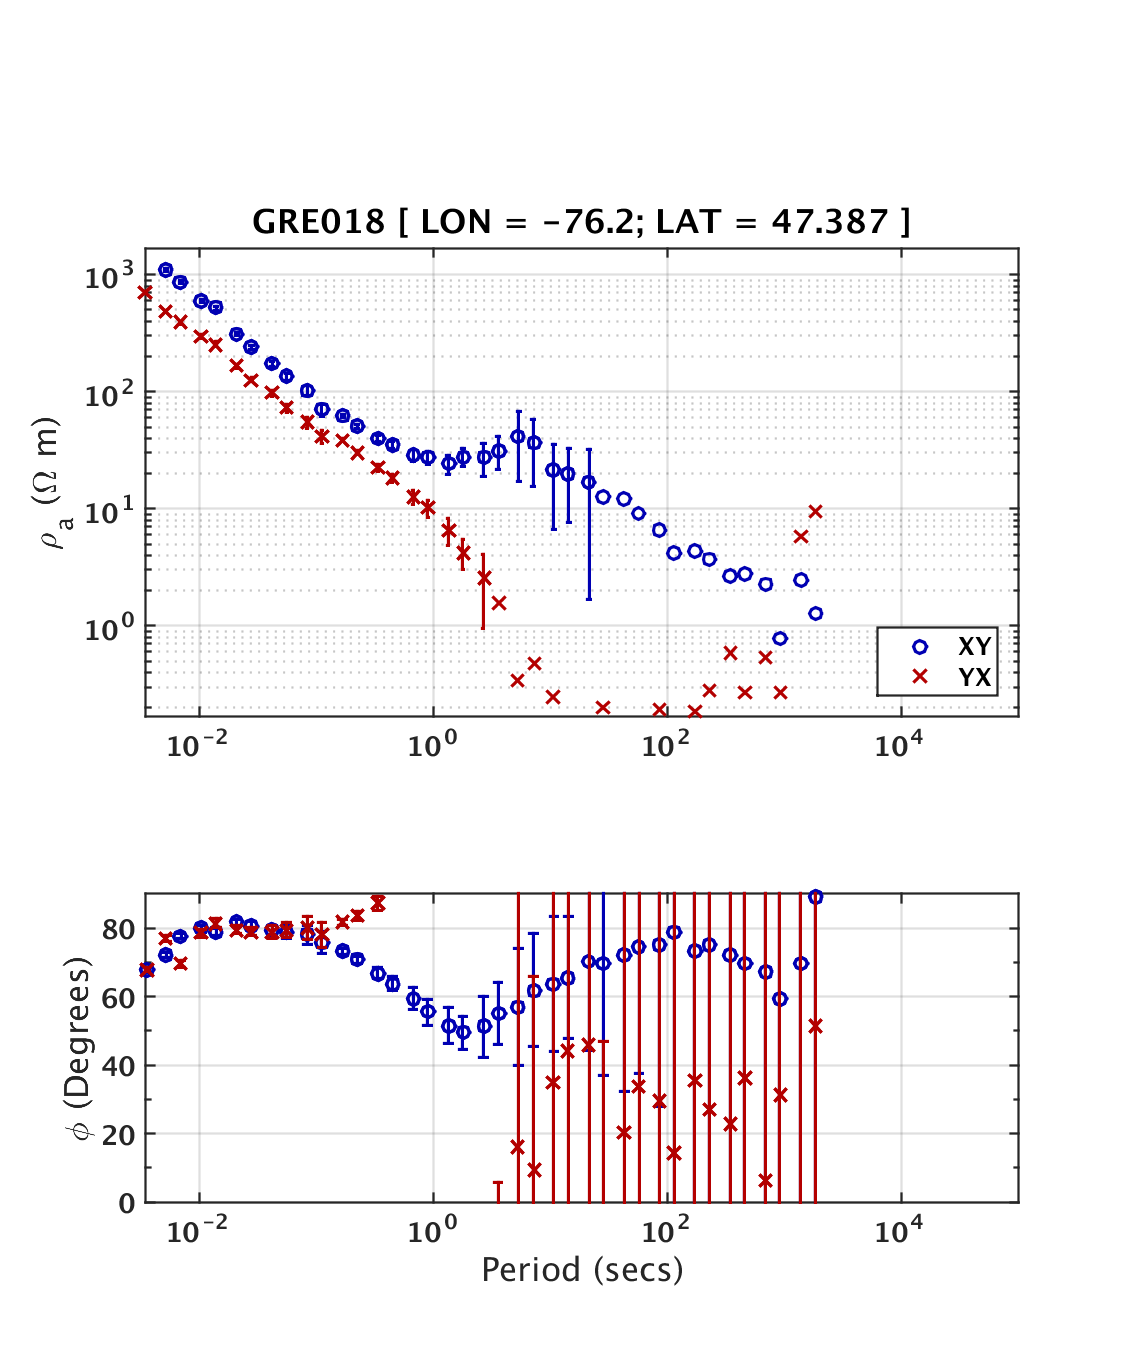 GRE018 [ LON = -76.2; LAT = 47.387 ]
10³
10²
10¹
10⁰
ρₐ (Ω m)
XY
YX
10⁻² 10⁰ 10² 10⁴
80
60
40
20
0
ϕ (Degrees)
10⁻² 10⁰ 10² 10⁴
Period (secs)